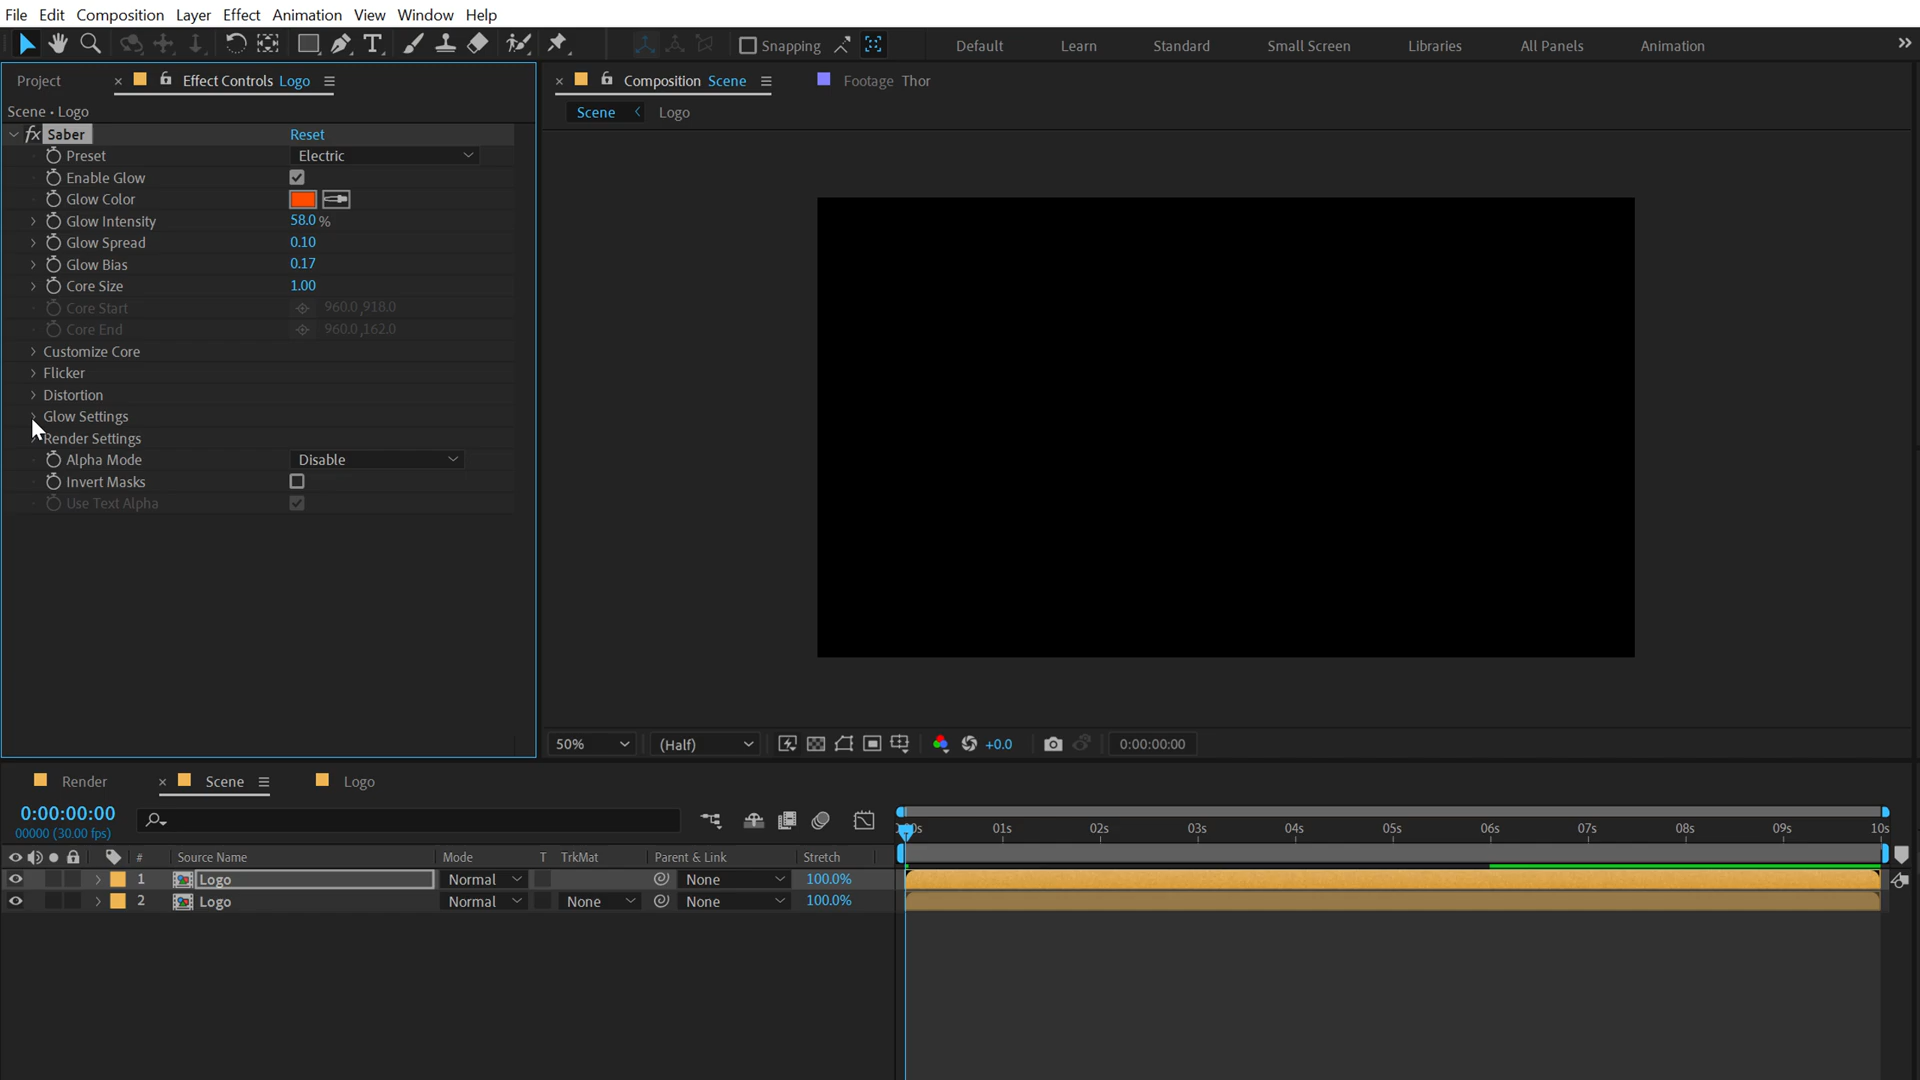 File Edit Composition Layer Effect Animation View Window Help
Snapping Default Learn Standard Small Screen Libraries All Panels Animation
Project × Effect Controls Logo
× Composition Scene Footage Thor
Scene • Logo
Scene Logo
fx Saber Reset
Preset Electric
Enable Glow
Glow Color
Glow Intensity 58.0 %
Glow Spread 0.10
Glow Bias 0.17
Core Size 1.00
Core Start 960.0,918.0
Core End 960.0,162.0
Customize Core
Flicker
Distortion
Glow Settings
Render Settings
Alpha Mode Disable
Invert Masks
Use Text Alpha
50% (Half) +0.0 0:00:00:00
Render × Scene Logo
0:00:00:00
00000 (30.00 fps)
01s 02s 03s 04s 05s 06s 07s 08s 09s 10s
# Source Name Mode T TrkMat Parent & Link Stretch
1 Logo Normal None 100.0%
2 Logo Normal None None 100.0%